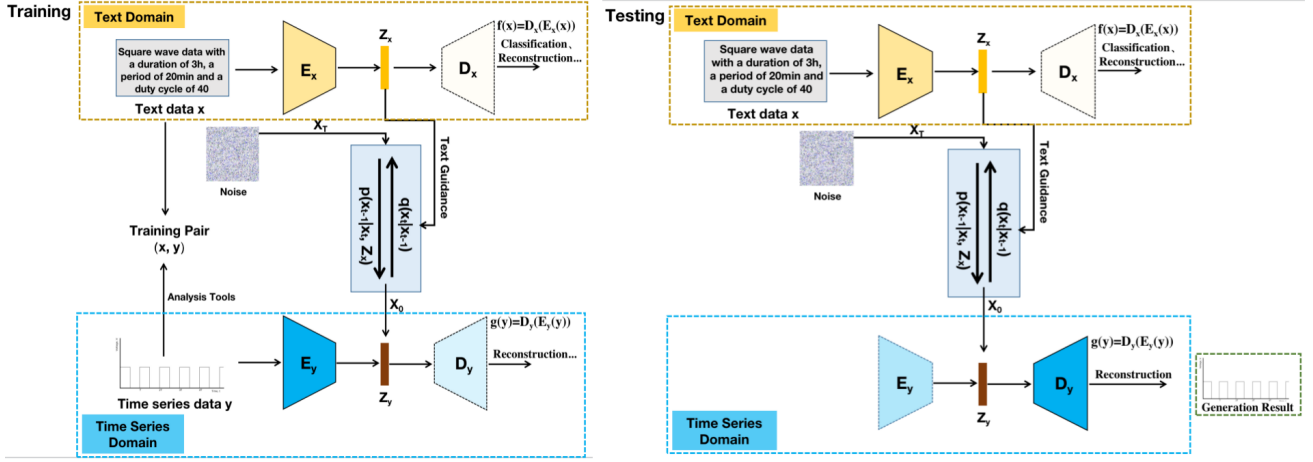 Training
Text Domain
Square wave data with
a duration of 3h, a
period of 20min and a
duty cycle of 40
Text data x
Ex
Zx
Dx
f(x)=Dx(Ex(x))
Classification、
Reconstruction...
XT
Noise
Text Guidance
p(xt-1|xt, Zx)
q(xt|xt-1)
Training Pair
(x, y)
Analysis Tools
X0
Time series data y
Time Series
Domain
Ey
Zy
Dy
g(y)=Dy(Ey(y))
Reconstruction...
Testing
Text Domain
Square wave data
with a duration of 3h,
a period of 20min and
a duty cycle of 40
Text data x
Ex
Zx
Dx
f(x)=Dx(Ex(x))
Classification、
Reconstruction...
XT
Noise
Text Guidance
p(xt-1|xt, Zx)
q(xt|xt-1)
X0
Time Series
Domain
Ey
Zy
Dy
g(y)=Dy(Ey(y))
Reconstruction
Generation Result